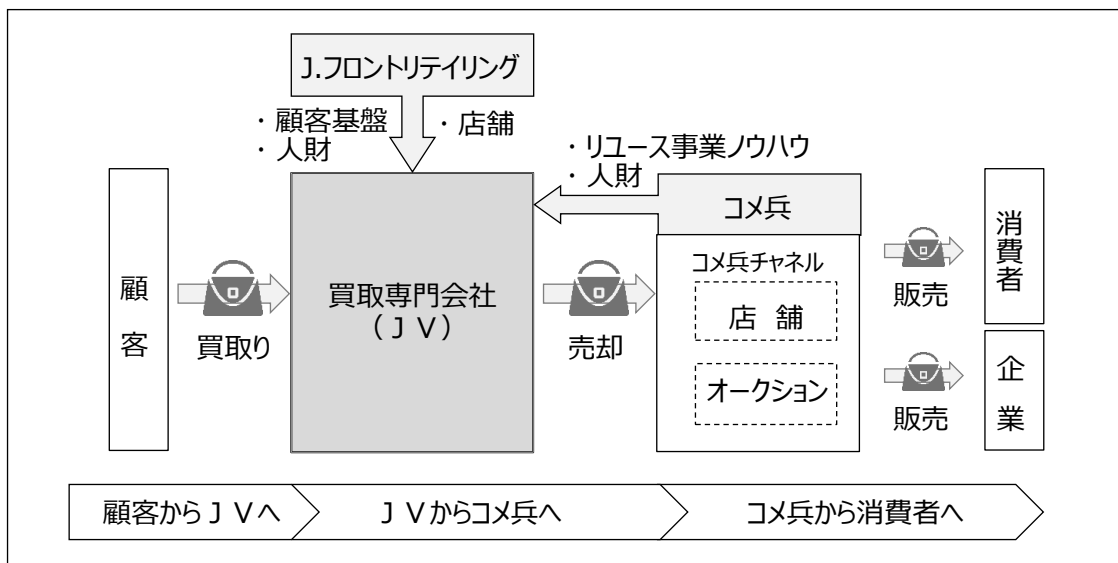 J.フロントリテイリング
・顧客基盤
・人財
・店舗
・リユース事業ノウハウ
・人財
顧客
買取り
買取専門会社
(JV)
売却
コメ兵
コメ兵チャネル
店 舗
オークション
販売
消費者
販売
企業
顧客からJVへ
JVからコメ兵へ
コメ兵から消費者へ